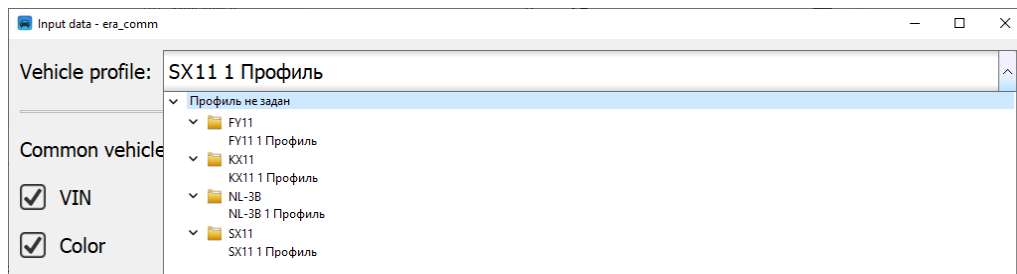 Input data - era_comm
Vehicle profile: SX11 1 Профиль
Профиль не задан
FY11
FY11 1 Профиль
Common vehicle
KX11
KX11 1 Профиль
VIN
NL-3B
NL-3B 1 Профиль
SX11
Color
SX11 1 Профиль